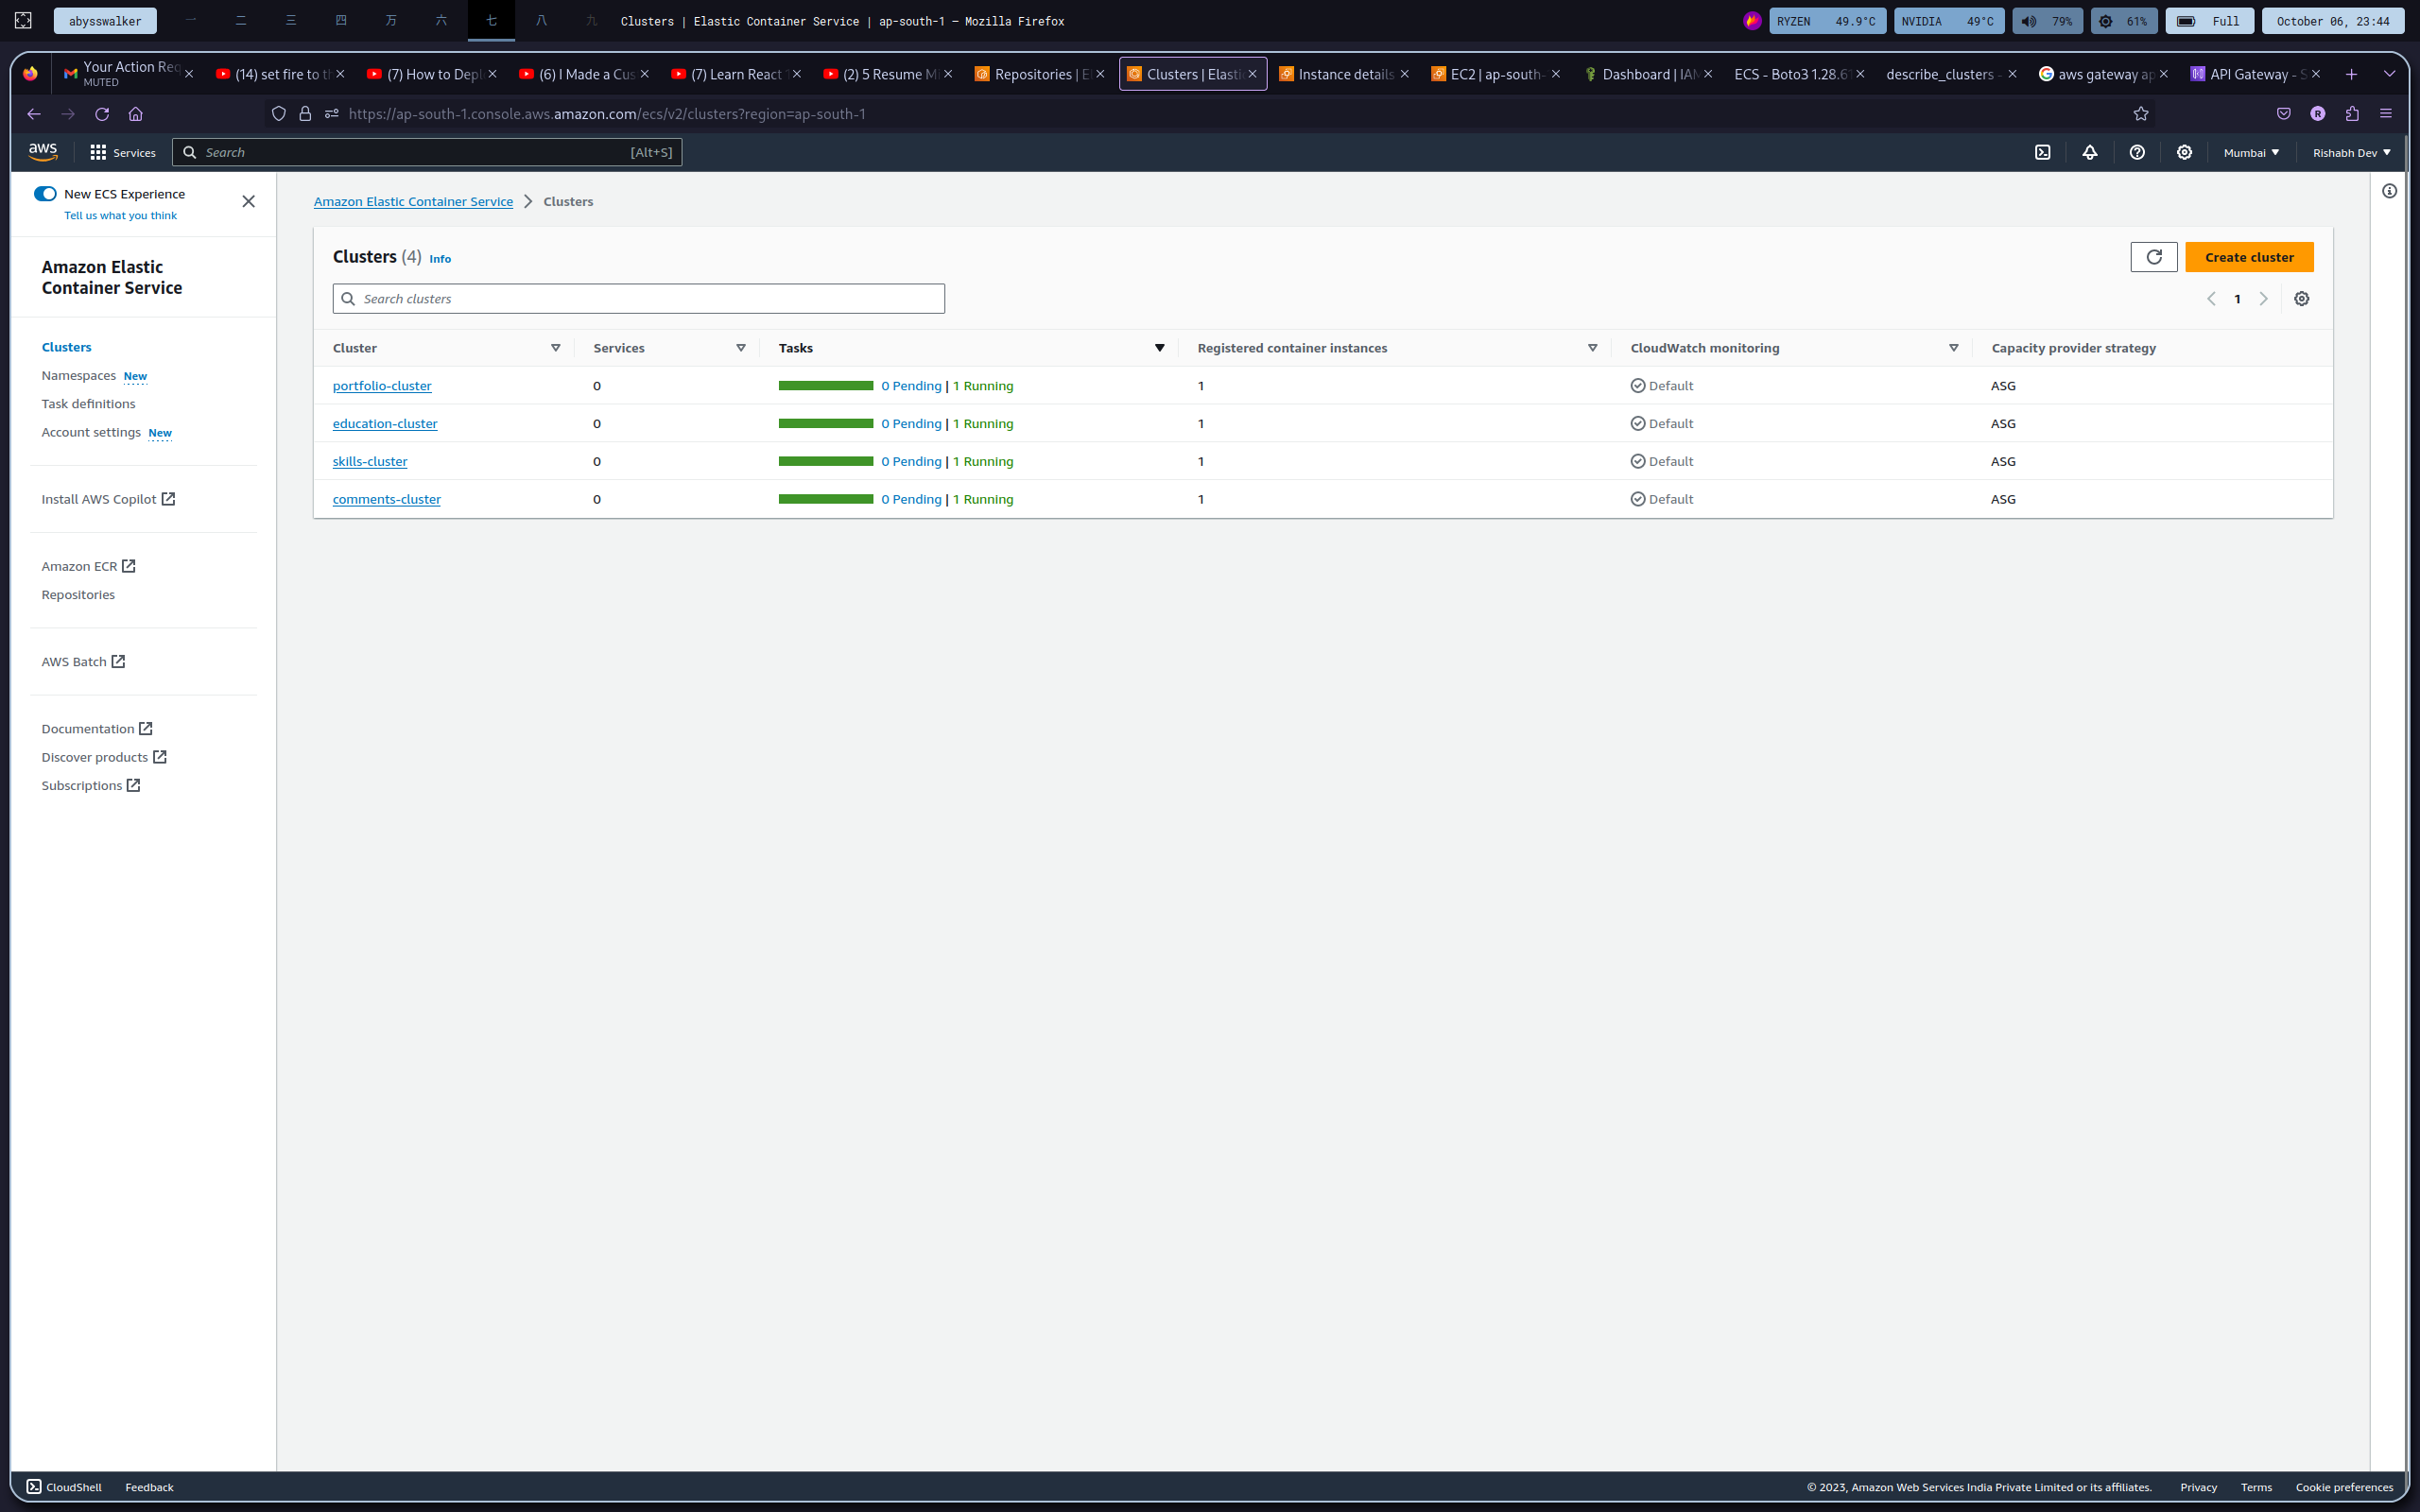 abysswalker 一 二 三 四 万 六 七 八 九 Clusters | Elastic Container Service | ap-south-1 — Mozilla Firefox RYZEN 49.9°C NVIDIA 49°C 79% 61% Full October 06, 23:44
Your Action Req (14) set fire to th (7) How to Depl (6) I Made a Cus (7) Learn React (2) 5 Resume Mi Repositories | El Clusters | Elastic Instance details EC2 | ap-south- Dashboard | IAM ECS - Boto3 1.28.6 describe_clusters - aws gateway ap API Gateway - S
MUTED
https://ap-south-1.console.aws.amazon.com/ecs/v2/clusters?region=ap-south-1 R
aws Services Search [Alt+S] Mumbai Rishabh Dev
New ECS Experience
Tell us what you think
Amazon Elastic Container Service > Clusters
Amazon Elastic
Container Service
Clusters
Namespaces New
Task definitions
Account settings New
Install AWS Copilot
Amazon ECR
Repositories
AWS Batch
Documentation
Discover products
Subscriptions
Clusters (4) Info
Create cluster
Search clusters
1
Cluster Services Tasks Registered container instances CloudWatch monitoring Capacity provider strategy
portfolio-cluster 0 0 Pending | 1 Running 1 Default ASG
education-cluster 0 0 Pending | 1 Running 1 Default ASG
skills-cluster 0 0 Pending | 1 Running 1 Default ASG
comments-cluster 0 0 Pending | 1 Running 1 Default ASG
CloudShell Feedback © 2023, Amazon Web Services India Private Limited or its affiliates. Privacy Terms Cookie preferences